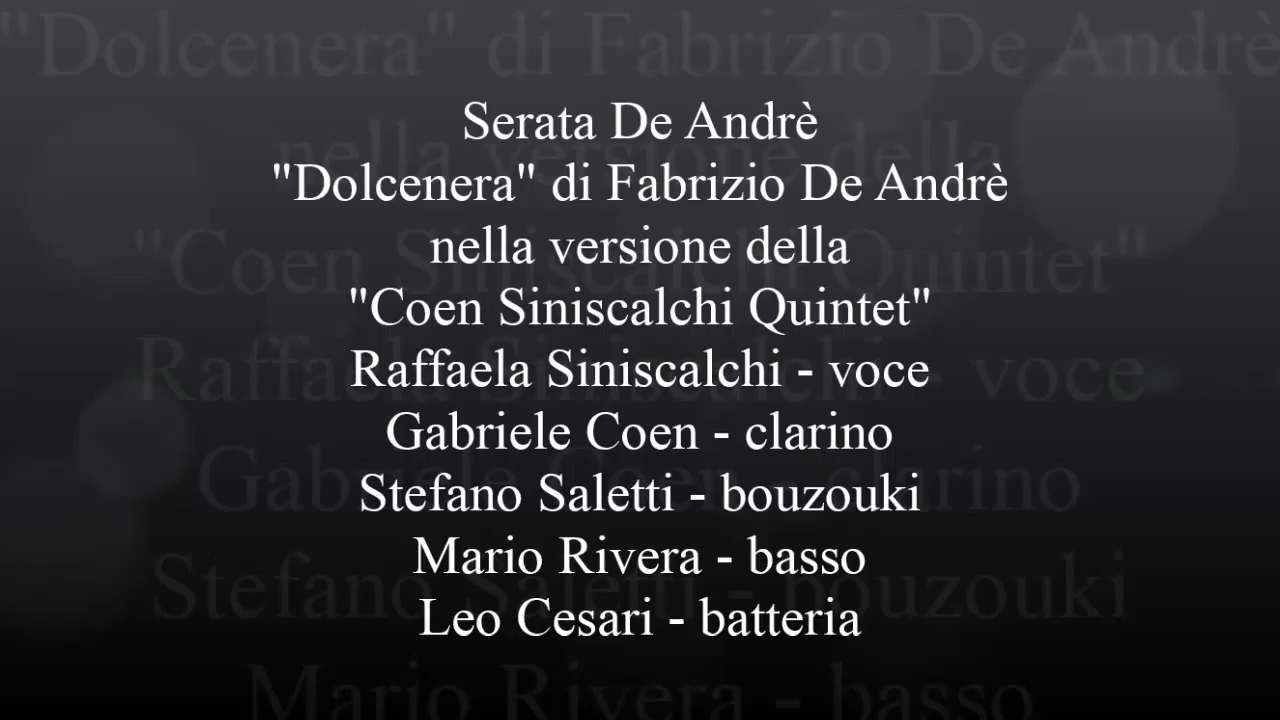 Serata De Andrè
"Dolcenera" di Fabrizio De Andrè
nella versione della
"Coen Siniscalchi Quintet"
Raffaela Siniscalchi - voce
Gabriele Coen - clarino
Stefano Saletti - bouzouki
Mario Rivera - basso
Leo Cesari - batteria